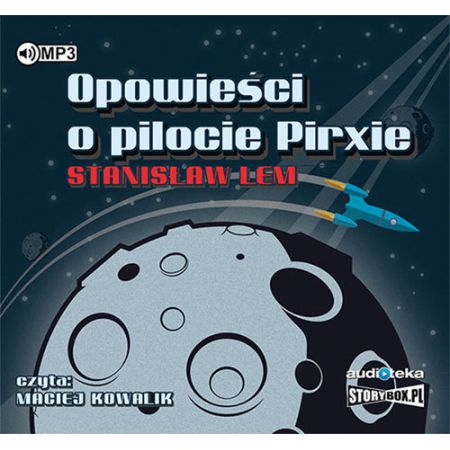 MP3
Opowieści
o pilocie Pirxie
STANISŁAW LEM
czyta:
MACIEJ KOWALIK
audioteka
STORYBOX.PL